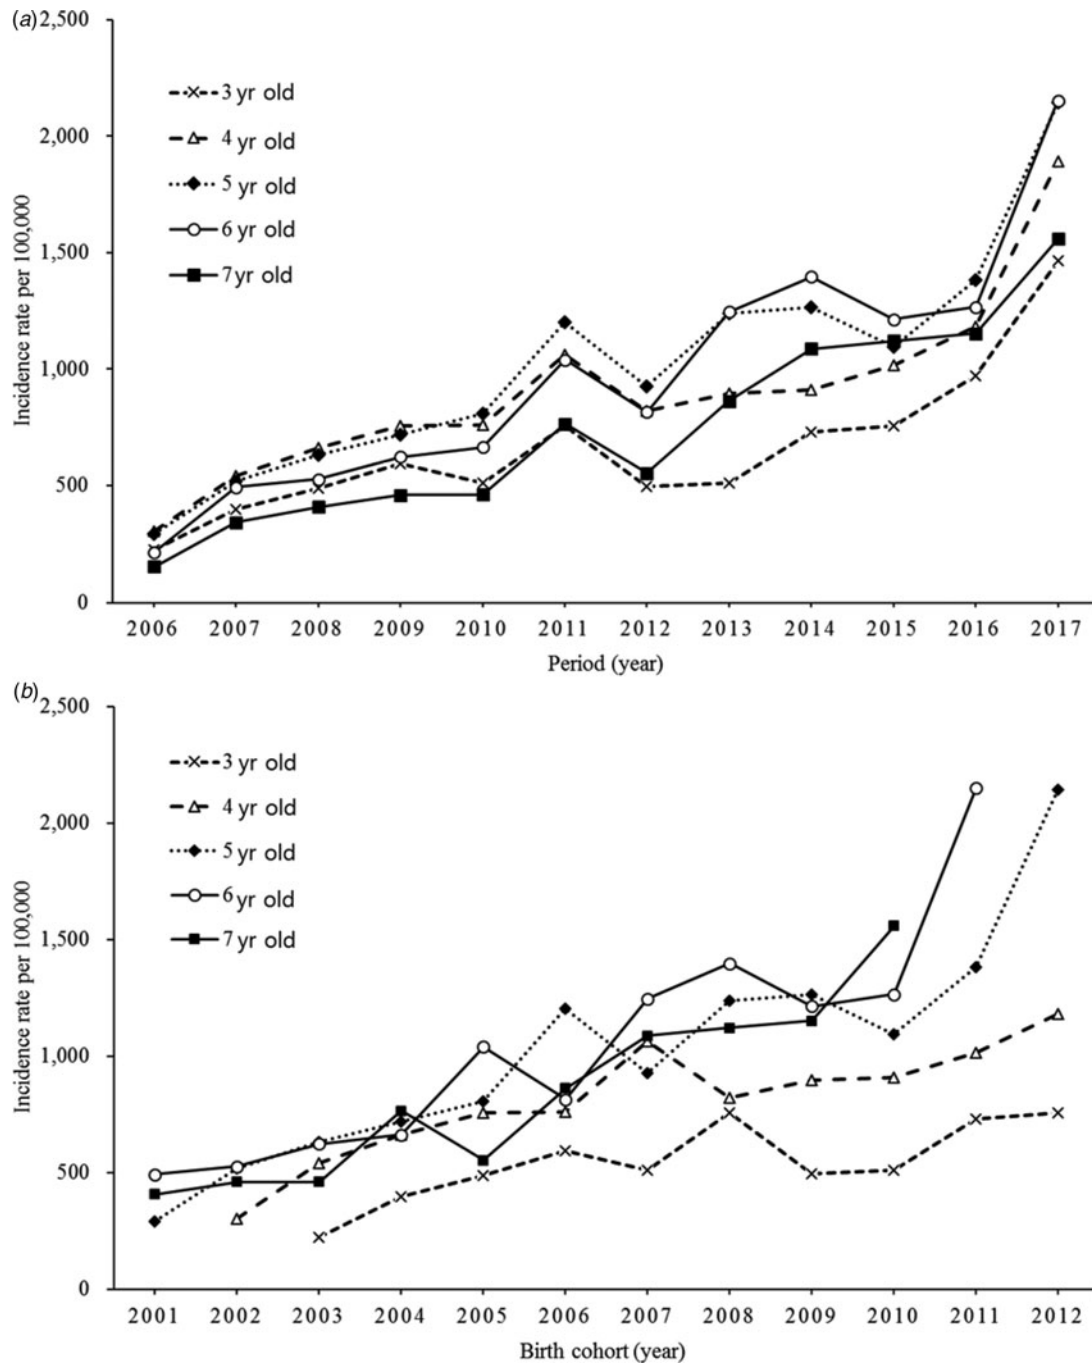 (a)
2,500
2,000
1,500
1,000
500
0
Incidence rate per 100,000
3 yr old
4 yr old
5 yr old
6 yr old
7 yr old
2006 2007 2008 2009 2010 2011 2012 2013 2014 2015 2016 2017
Period (year)
(b)
2,500
2,000
1,500
1,000
500
0
Incidence rate per 100,000
3 yr old
4 yr old
5 yr old
6 yr old
7 yr old
2001 2002 2003 2004 2005 2006 2007 2008 2009 2010 2011 2012
Birth cohort (year)